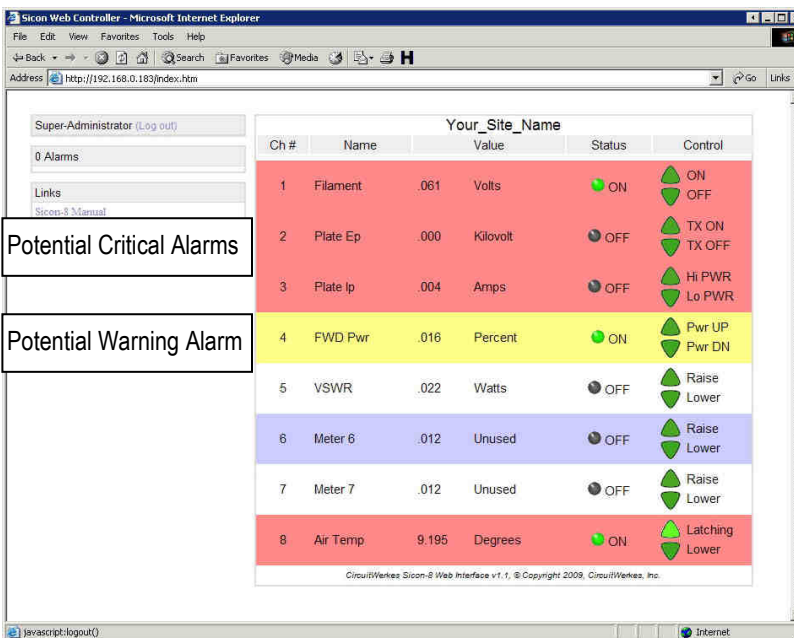 Sicon Web Controller - Microsoft Internet Explorer
File Edit View Favorites Tools Help
Back Search Favorites Media H
Address http://192.168.0.183/index.htm Go Links
Super-Administrator (Log out)
0 Alarms
Links
Sicon-8 Manual
Potential Critical Alarms
Potential Warning Alarm
Your_Site_Name
Ch # Name Value Status Control
1 Filament .061 Volts ON ON OFF
2 Plate Ep .000 Kilovolt OFF TX ON TX OFF
3 Plate Ip .004 Amps OFF Hi PWR Lo PWR
4 FWD Pwr .016 Percent ON Pwr UP Pwr DN
5 VSWR .022 Watts OFF Raise Lower
6 Meter 6 .012 Unused OFF Raise Lower
7 Meter 7 .012 Unused OFF Raise Lower
8 Air Temp 9.195 Degrees ON Latching Lower
CircuitWerkes Sicon-8 Web Interface v1.1, © Copyright 2009, CircuitWerkes, Inc.
javascript:logout() Internet